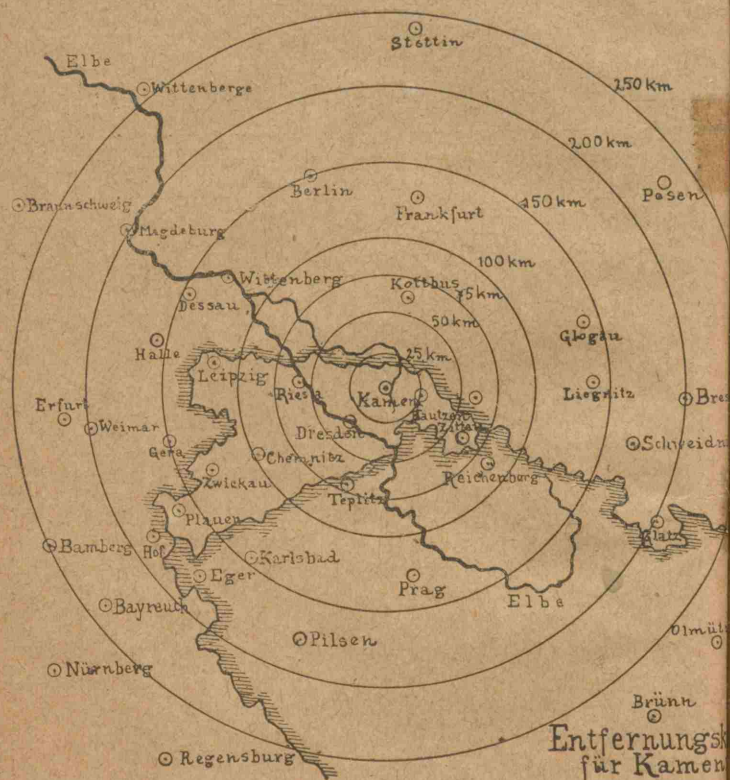 Stettin
Elbe
250 km
Wittenberge
200 km
Posen
Berlin
Braunschweig
Frankfurt
150 km
Magdeburg
100 km
Wittenberg
Kottbus
75 km
Dessau
50 km
Glogau
Halle
25 km
Leipzig
Riesa
Kamenz
Liegnitz
Bautzen
Bres
Erfurt
Weimar
Dresden
Zittau
Gera
Chemnitz
Schweidn
Zwickau
Reichenberg
Teplitz
Plauen
Glatz
Bamberg
Hof
Karlsbad
Eger
Prag
Elbe
Bayreuth
Olmüt
Pilsen
Nürnberg
Brünn
Entfernungsk
für Kamen
Regensburg